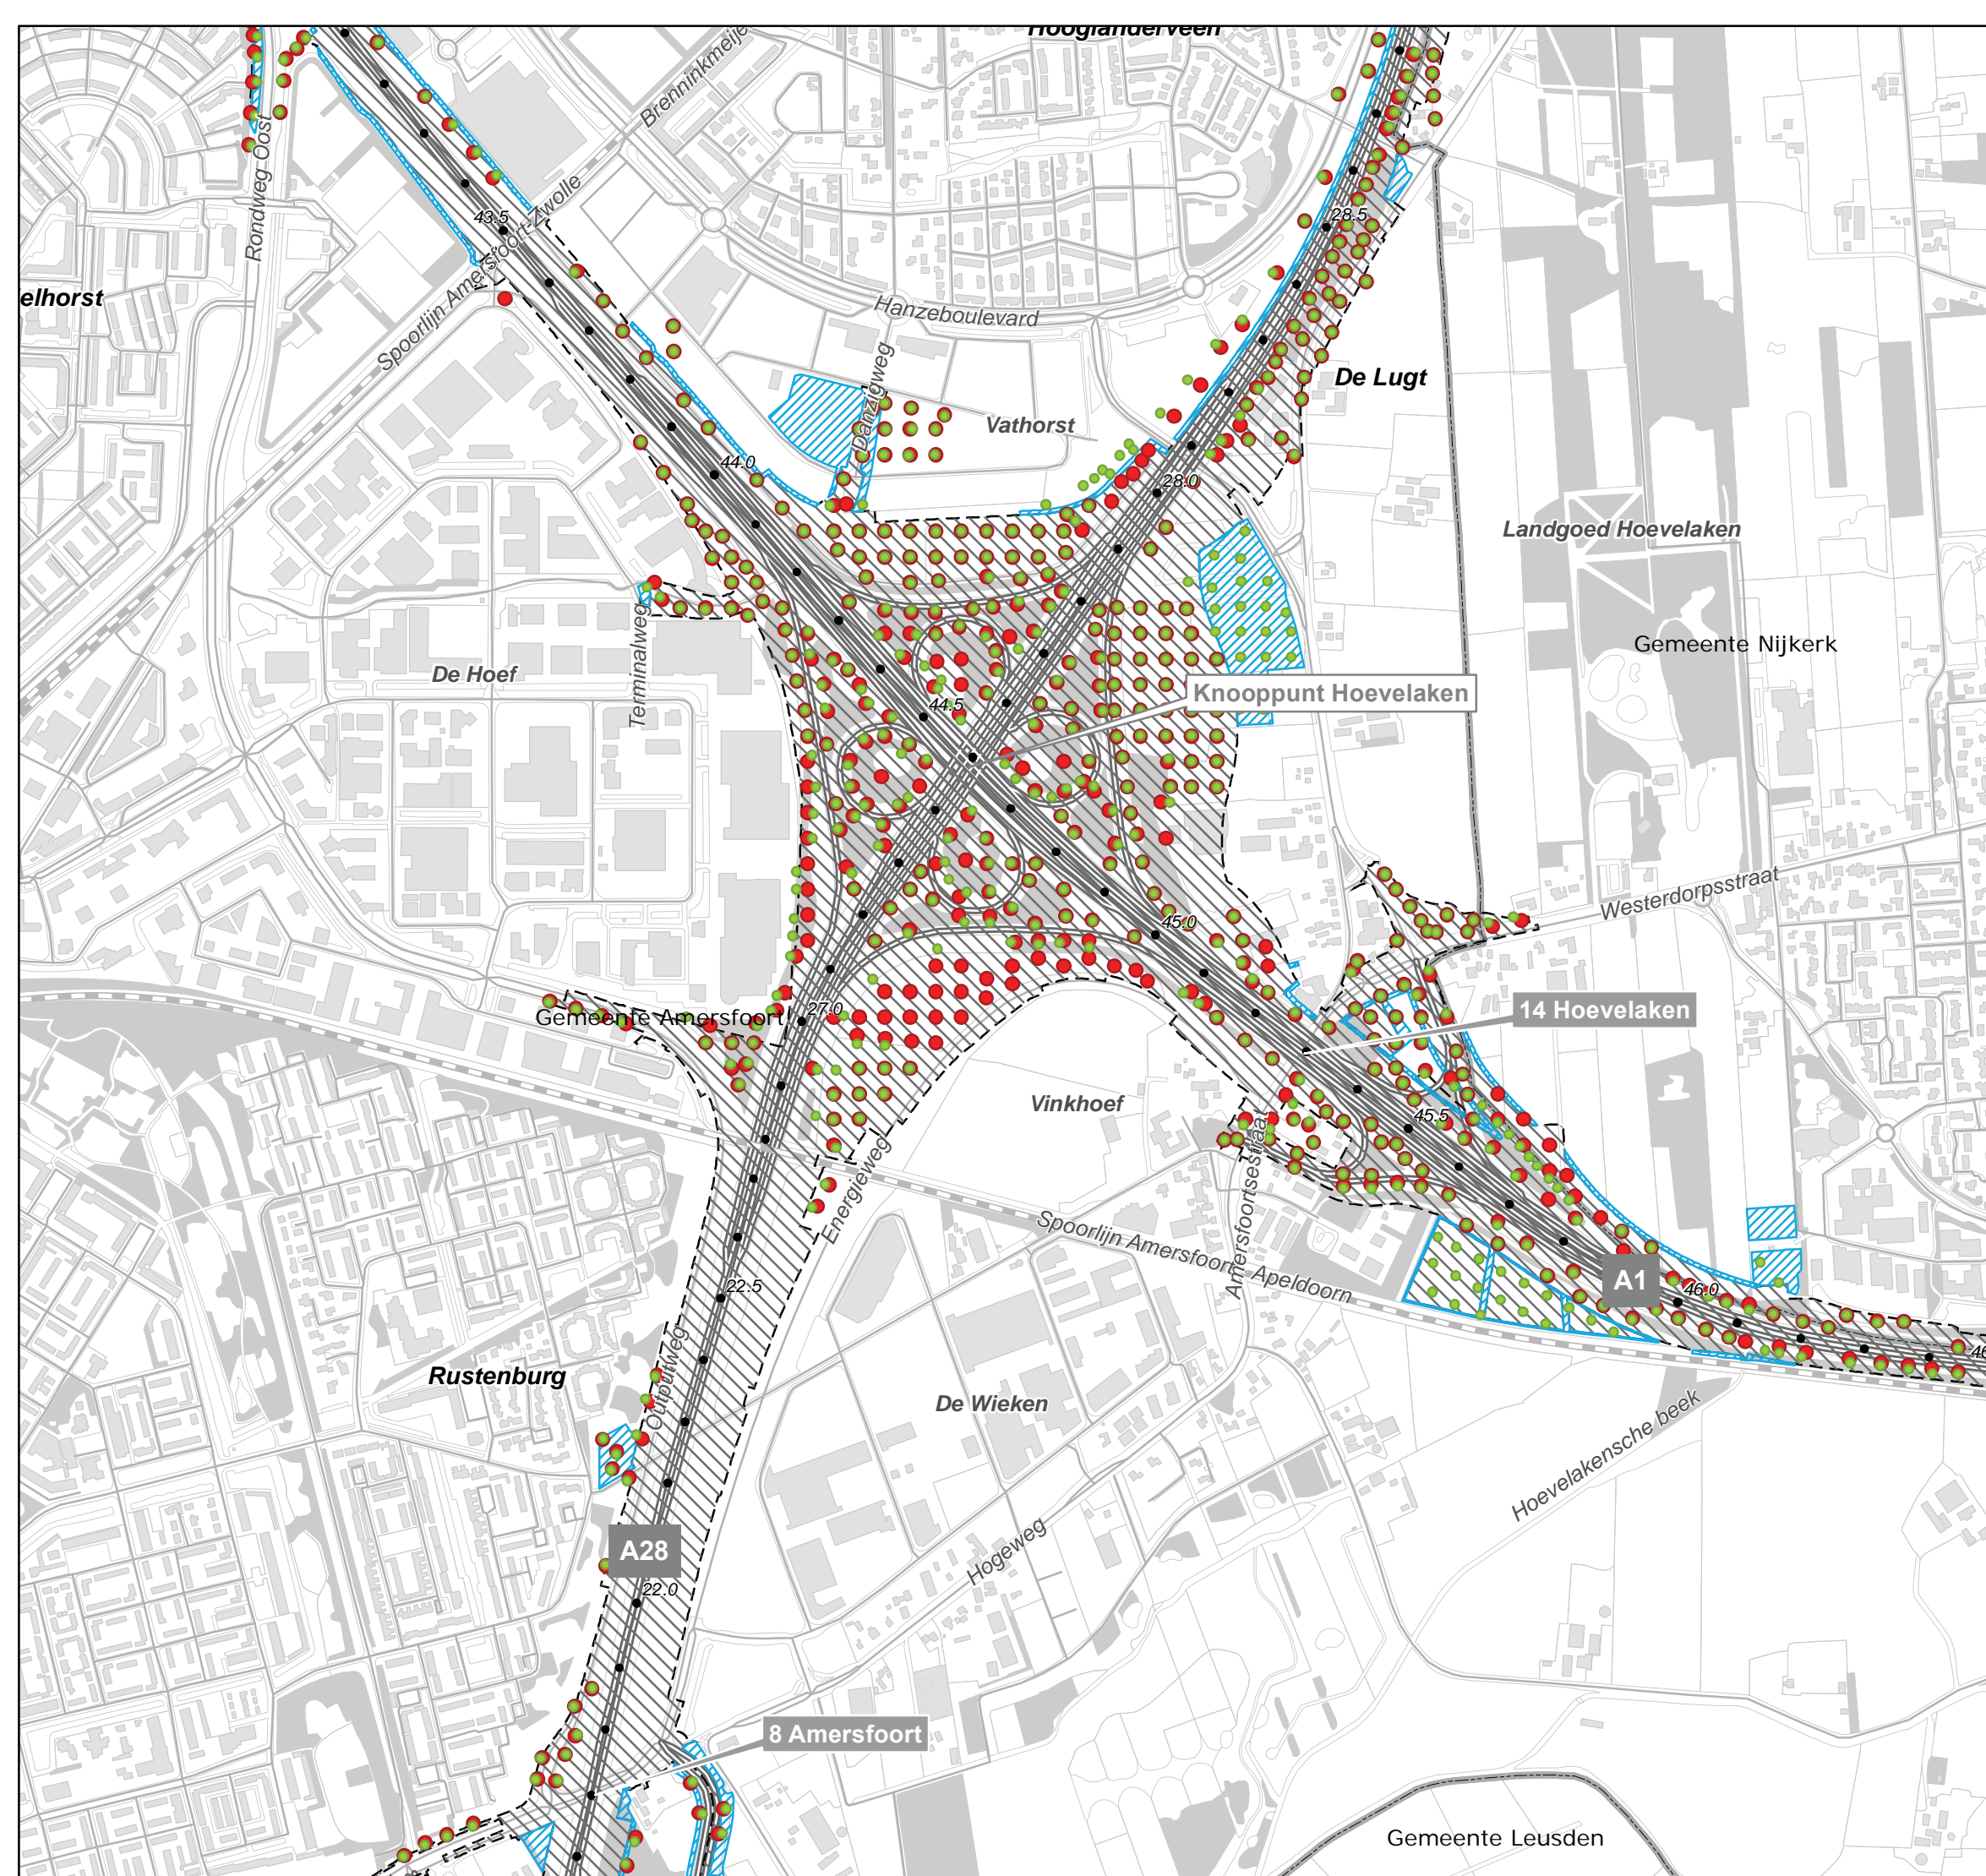 Hooglanderveen
Brenninkmeije
Rondweg Oost
43.5
28.5
Spoorlijn Amersfoort-Zwolle
elhorst
Hanzeboulevard
Danzigweg
De Lugt
Vathorst
44.0
28.0
Landgoed Hoevelaken
Gemeente Nijkerk
Terminalweg
De Hoef
Knooppunt Hoevelaken
44.5
Westerdorpsstraat
45.0
27.0
Gemeente Amersfoort
14 Hoevelaken
Vinkhoef
45.5
Amersfoortsestraat
Energieweg
Spoorlijn Amersfoort - Apeldoorn
22.5
A1
46.0
46
Outputweg
Rustenburg
De Wieken
Hoevelakensche beek
Hogeweg
A28
22.0
8 Amersfoort
Gemeente Leusden